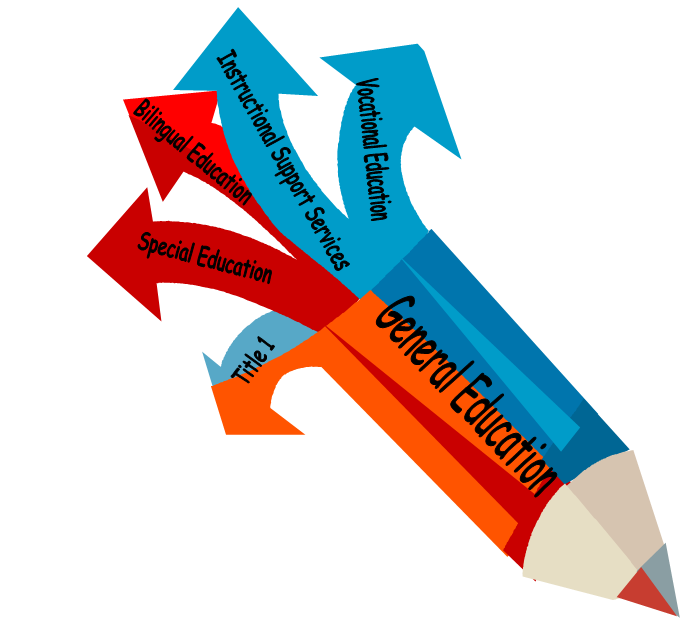 Instructional Support Services
Vocational Education
Bilingual Education
Special Education
Title 1
General Education